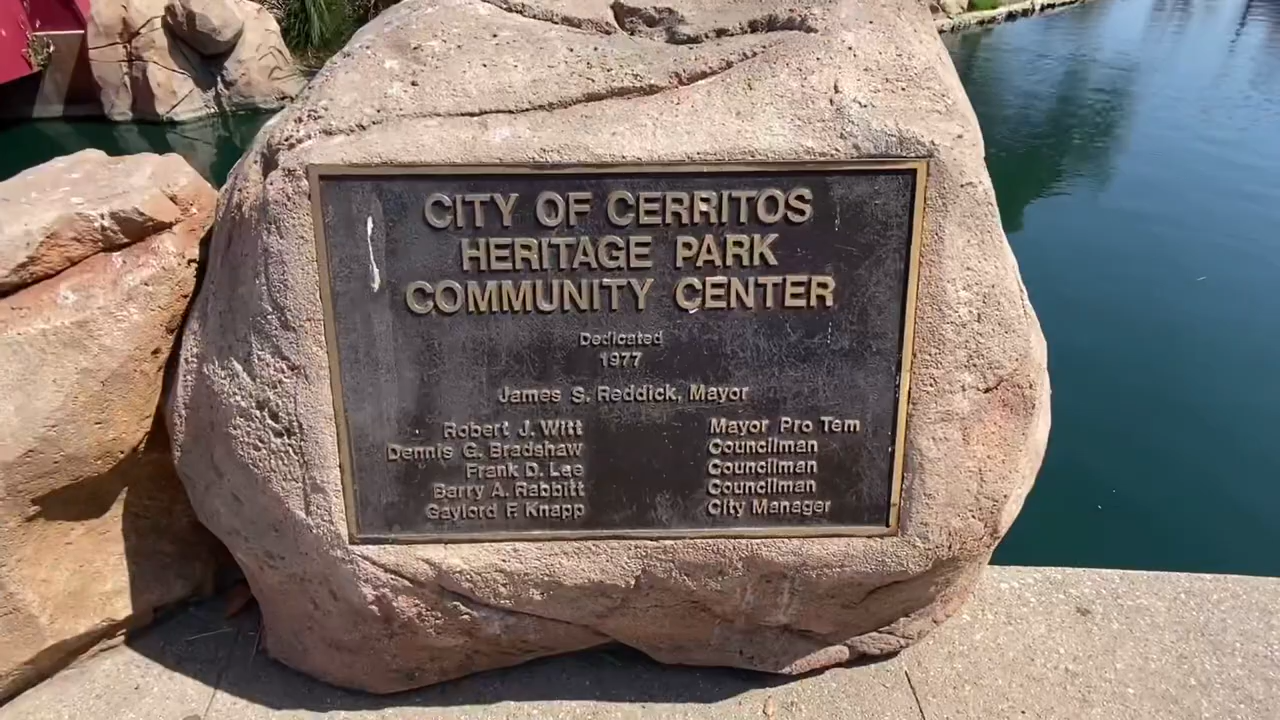 CITY OF CERRITOS
HERITAGE PARK
COMMUNITY CENTER
Dedicated
1977
James S. Reddick, Mayor
Robert J. Witt Mayor Pro Tem
Dennis G. Bradshaw Councilman
Frank D. Lee Councilman
Barry A. Rabbitt Councilman
Gaylord F. Knapp City Manager